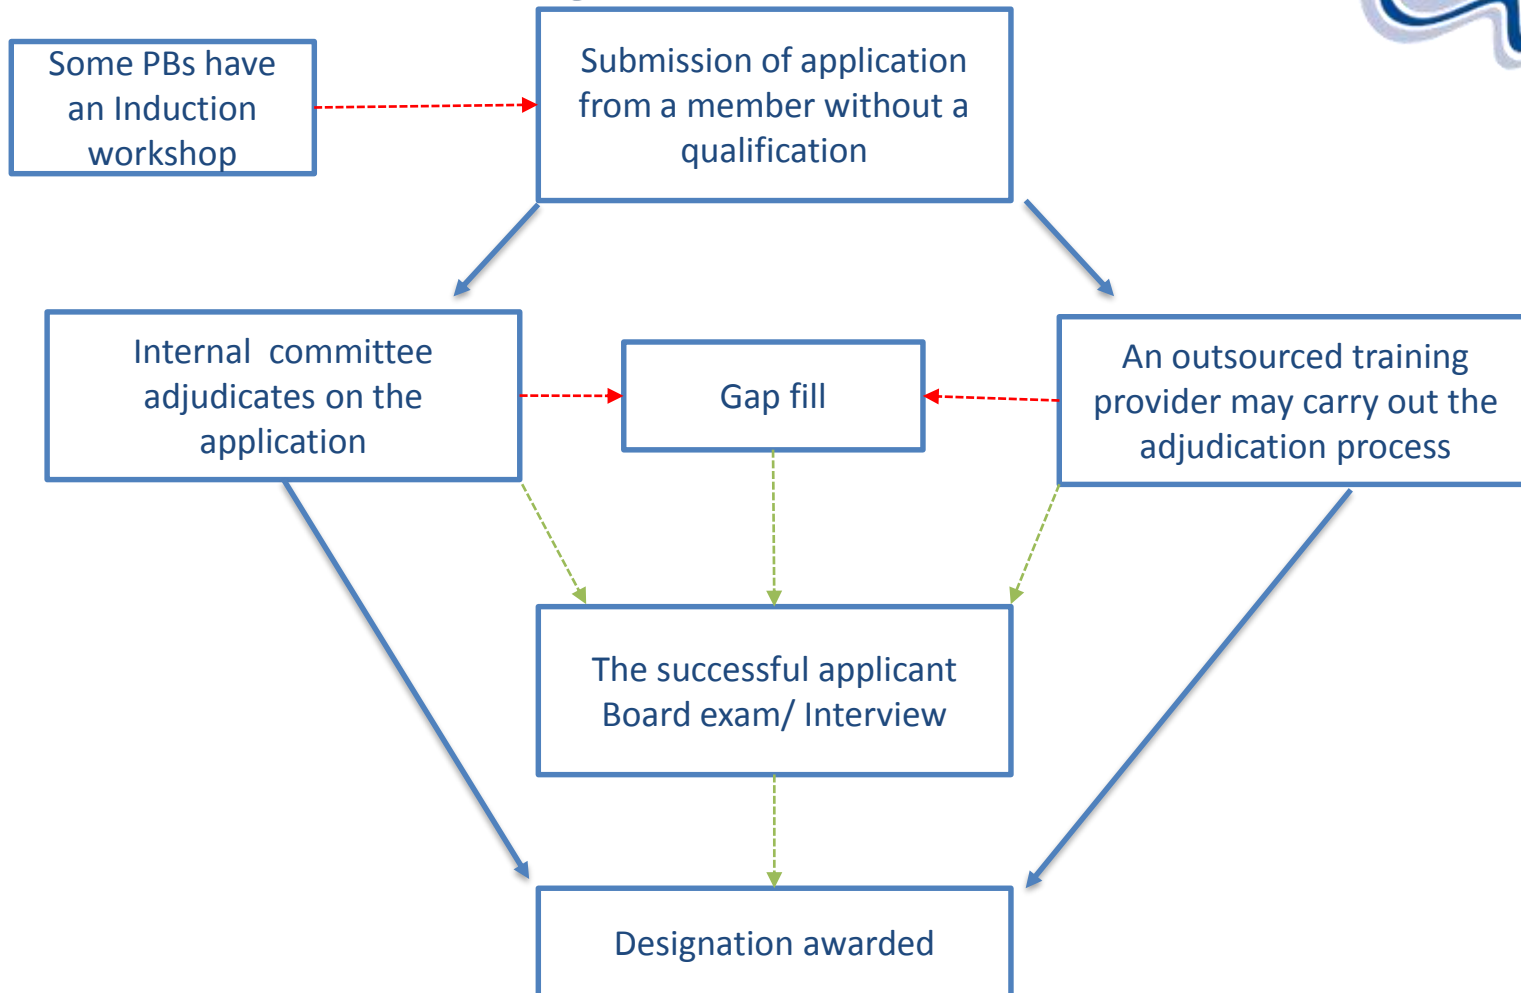 Some PBs have
an Induction
workshop
Submission of application
from a member without a
qualification
Internal  committee
adjudicates on the
application
Gap fill
An outsourced training
provider may carry out the
adjudication process
The successful applicant
Board exam/ Interview
Designation awarded